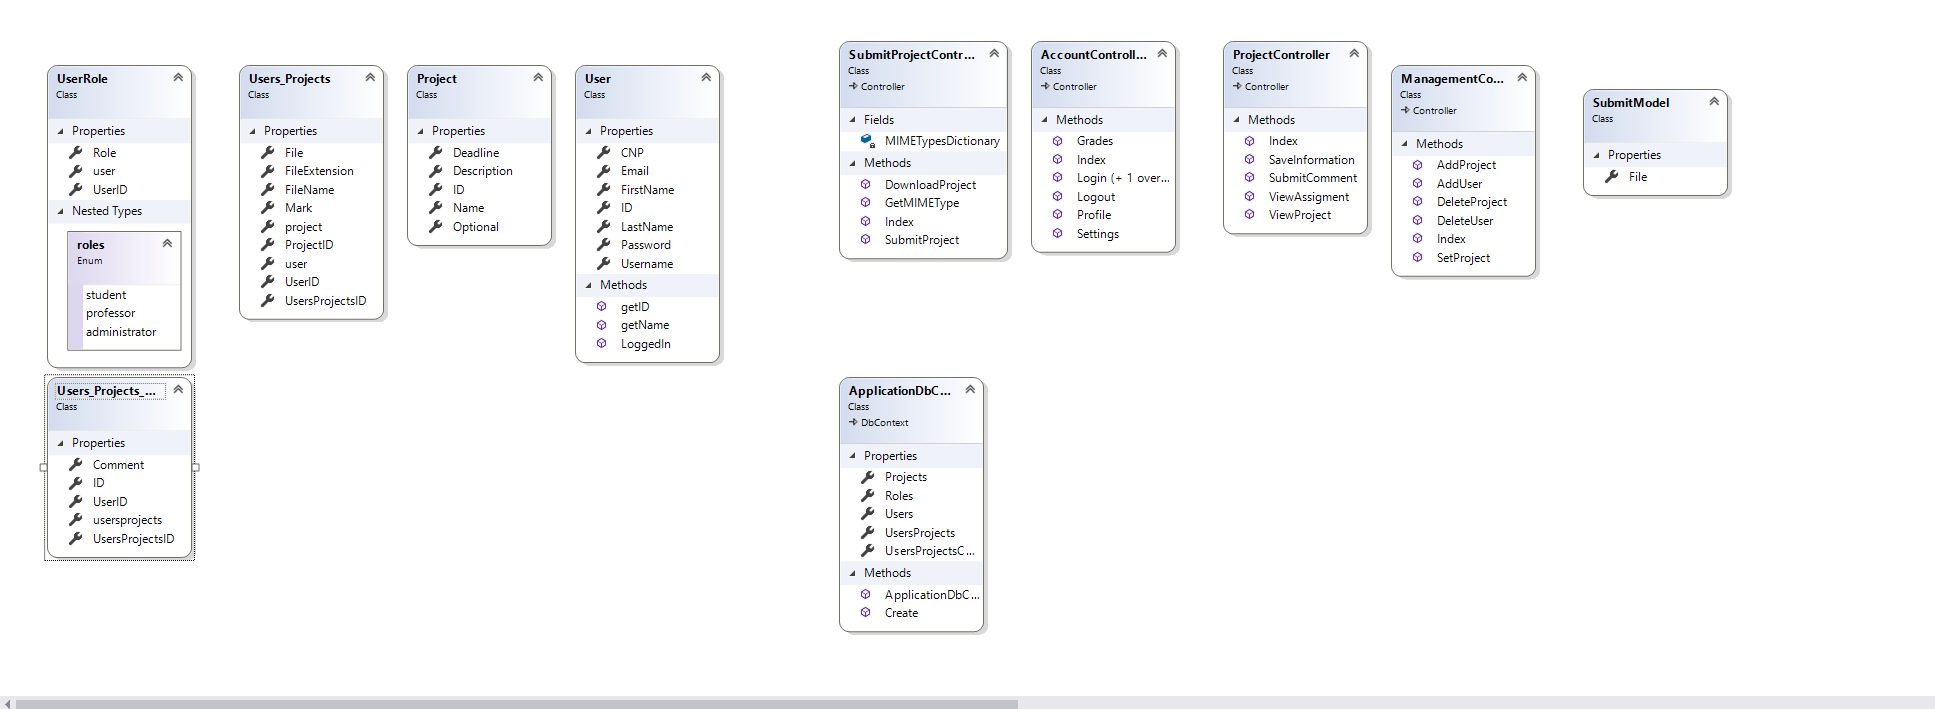 UserRole
Class
Properties
Role
user
UserID
Nested Types
roles
Enum
student
professor
administrator
Users_Projects
Class
Properties
File
FileExtension
FileName
Mark
project
ProjectID
user
UserID
UsersProjectsID
Project
Class
Properties
Deadline
Description
ID
Name
Optional
User
Class
Properties
CNP
Email
FirstName
ID
LastName
Password
Username
Methods
getID
getName
LoggedIn
SubmitProjectContr...
Class
Controller
Fields
MIMETypesDictionary
Methods
DownloadProject
GetMIMEType
Index
SubmitProject
AccountControll...
Class
Controller
Methods
Grades
Index
Login (+ 1 over...
Logout
Profile
Settings
ProjectController
Class
Controller
Methods
Index
SaveInformation
SubmitComment
ViewAssigment
ViewProject
ManagementCo...
Class
Controller
Methods
AddProject
AddUser
DeleteProject
DeleteUser
Index
SetProject
SubmitModel
Class
Properties
File
Users_Projects_...
Class
Properties
Comment
ID
UserID
usersprojects
UsersProjectsID
ApplicationDbC...
Class
DbContext
Properties
Projects
Roles
Users
UsersProjects
UsersProjectsC...
Methods
ApplicationDbC...
Create